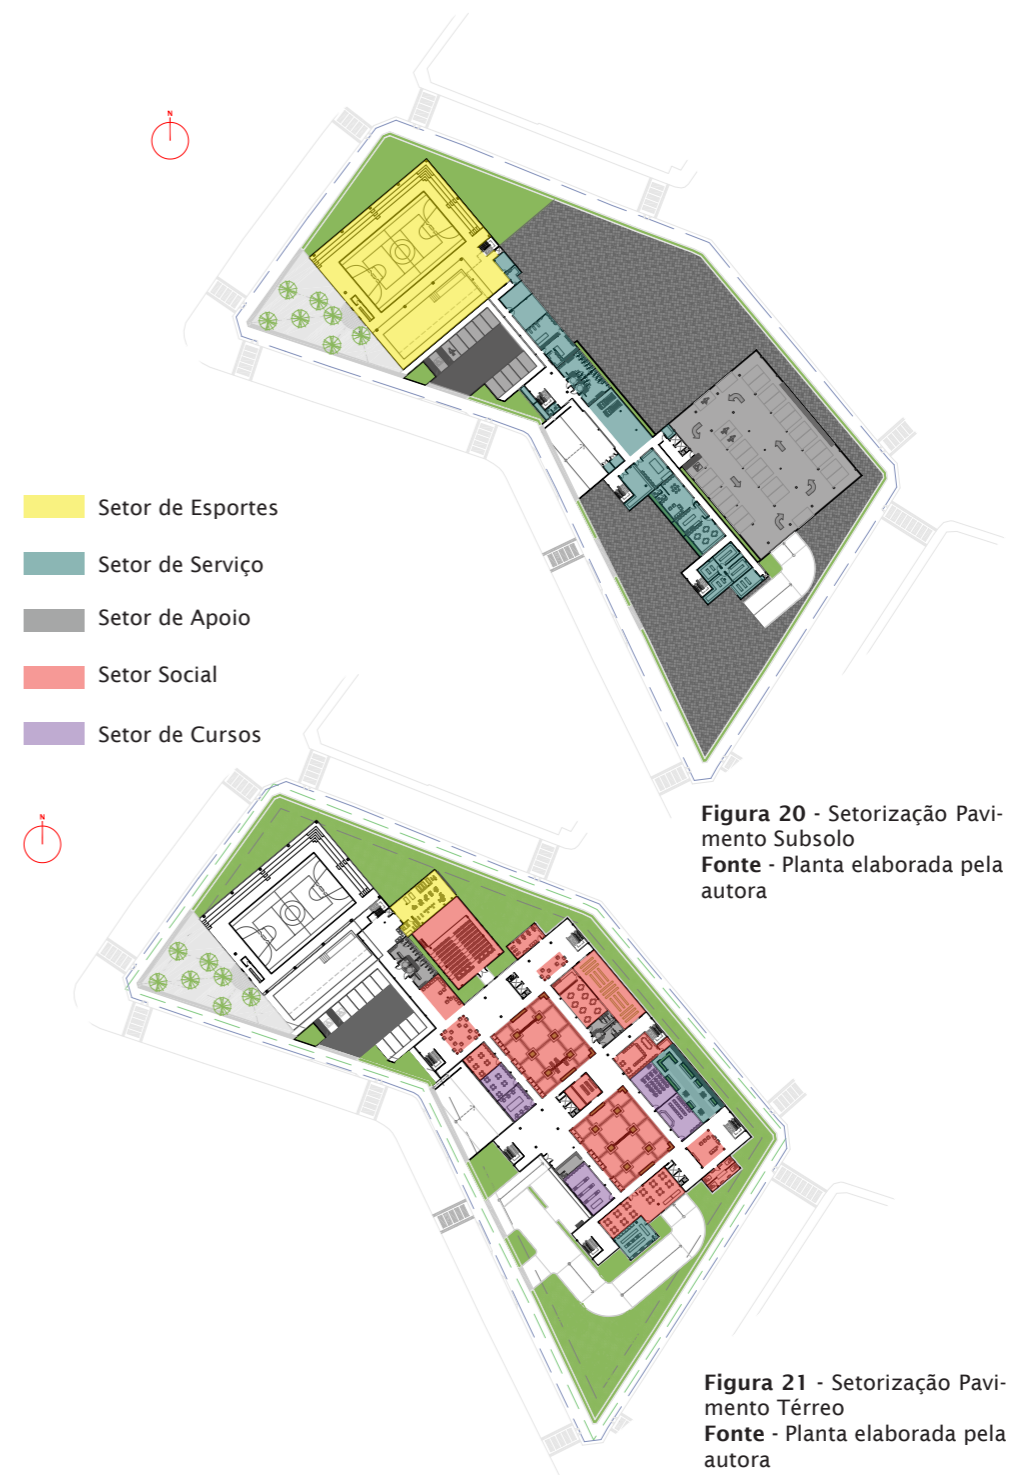 N
Setor de Esportes
Setor de Serviço
Setor de Apoio
Setor Social
Setor de Cursos
Figura 20 - Setorização Pavi-
mento Subsolo
Fonte - Planta elaborada pela
autora
N
Figura 21 - Setorização Pavi-
mento Térreo
Fonte - Planta elaborada pela
autora